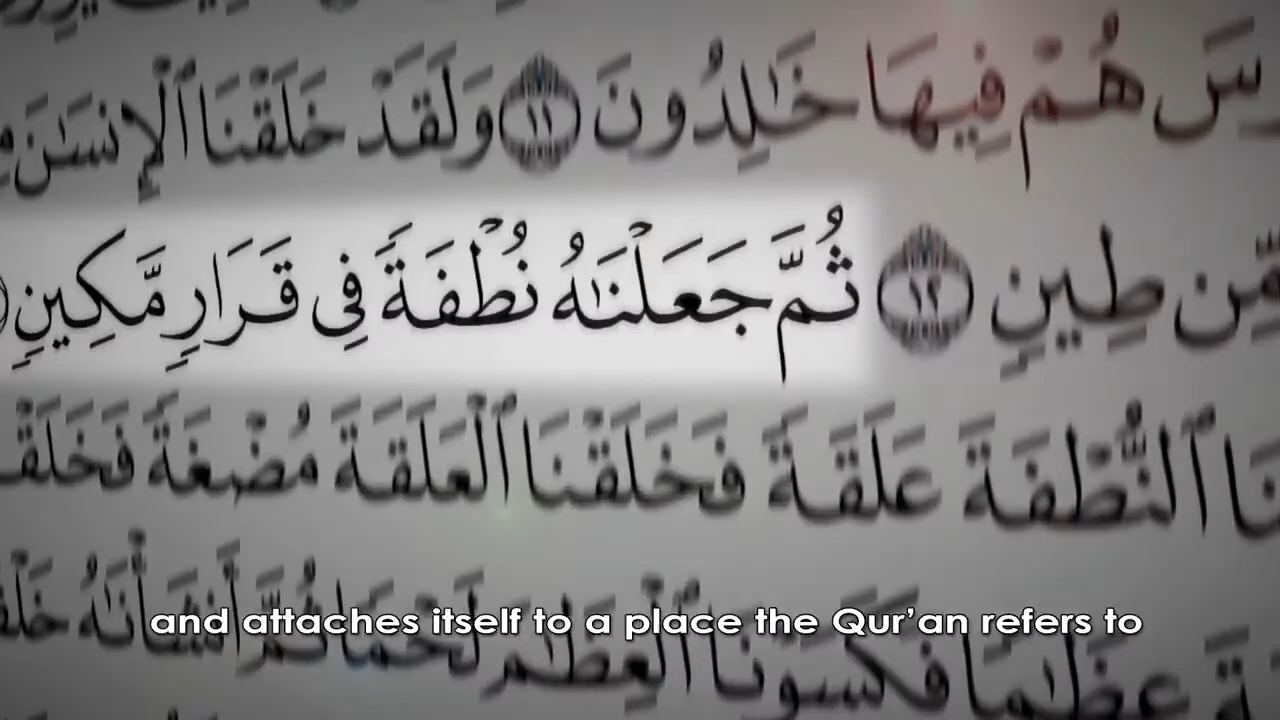 رَسَ هُمْ فِيهَا خَٰلِدُونَ ١١ وَلَقَدْ خَلَقْنَا ٱلْإِنسَٰنَ
مِّن طِينٍ ١٢ ثُمَّ جَعَلْنَٰهُ نُطْفَةً فِى قَرَارٍ مَّكِينٍ
نَا ٱلنُّطْفَةَ عَلَقَةً فَخَلَقْنَا ٱلْعَلَقَةَ مُضْغَةً فَخَلَقْ
ةَ عِظَٰمًا فَكَسَوْنَا ٱلْعِظَٰمَ لَحْمًا ثُمَّ أَنشَأْنَٰهُ خَلْقً
and attaches itself to a place the Qur’an refers to